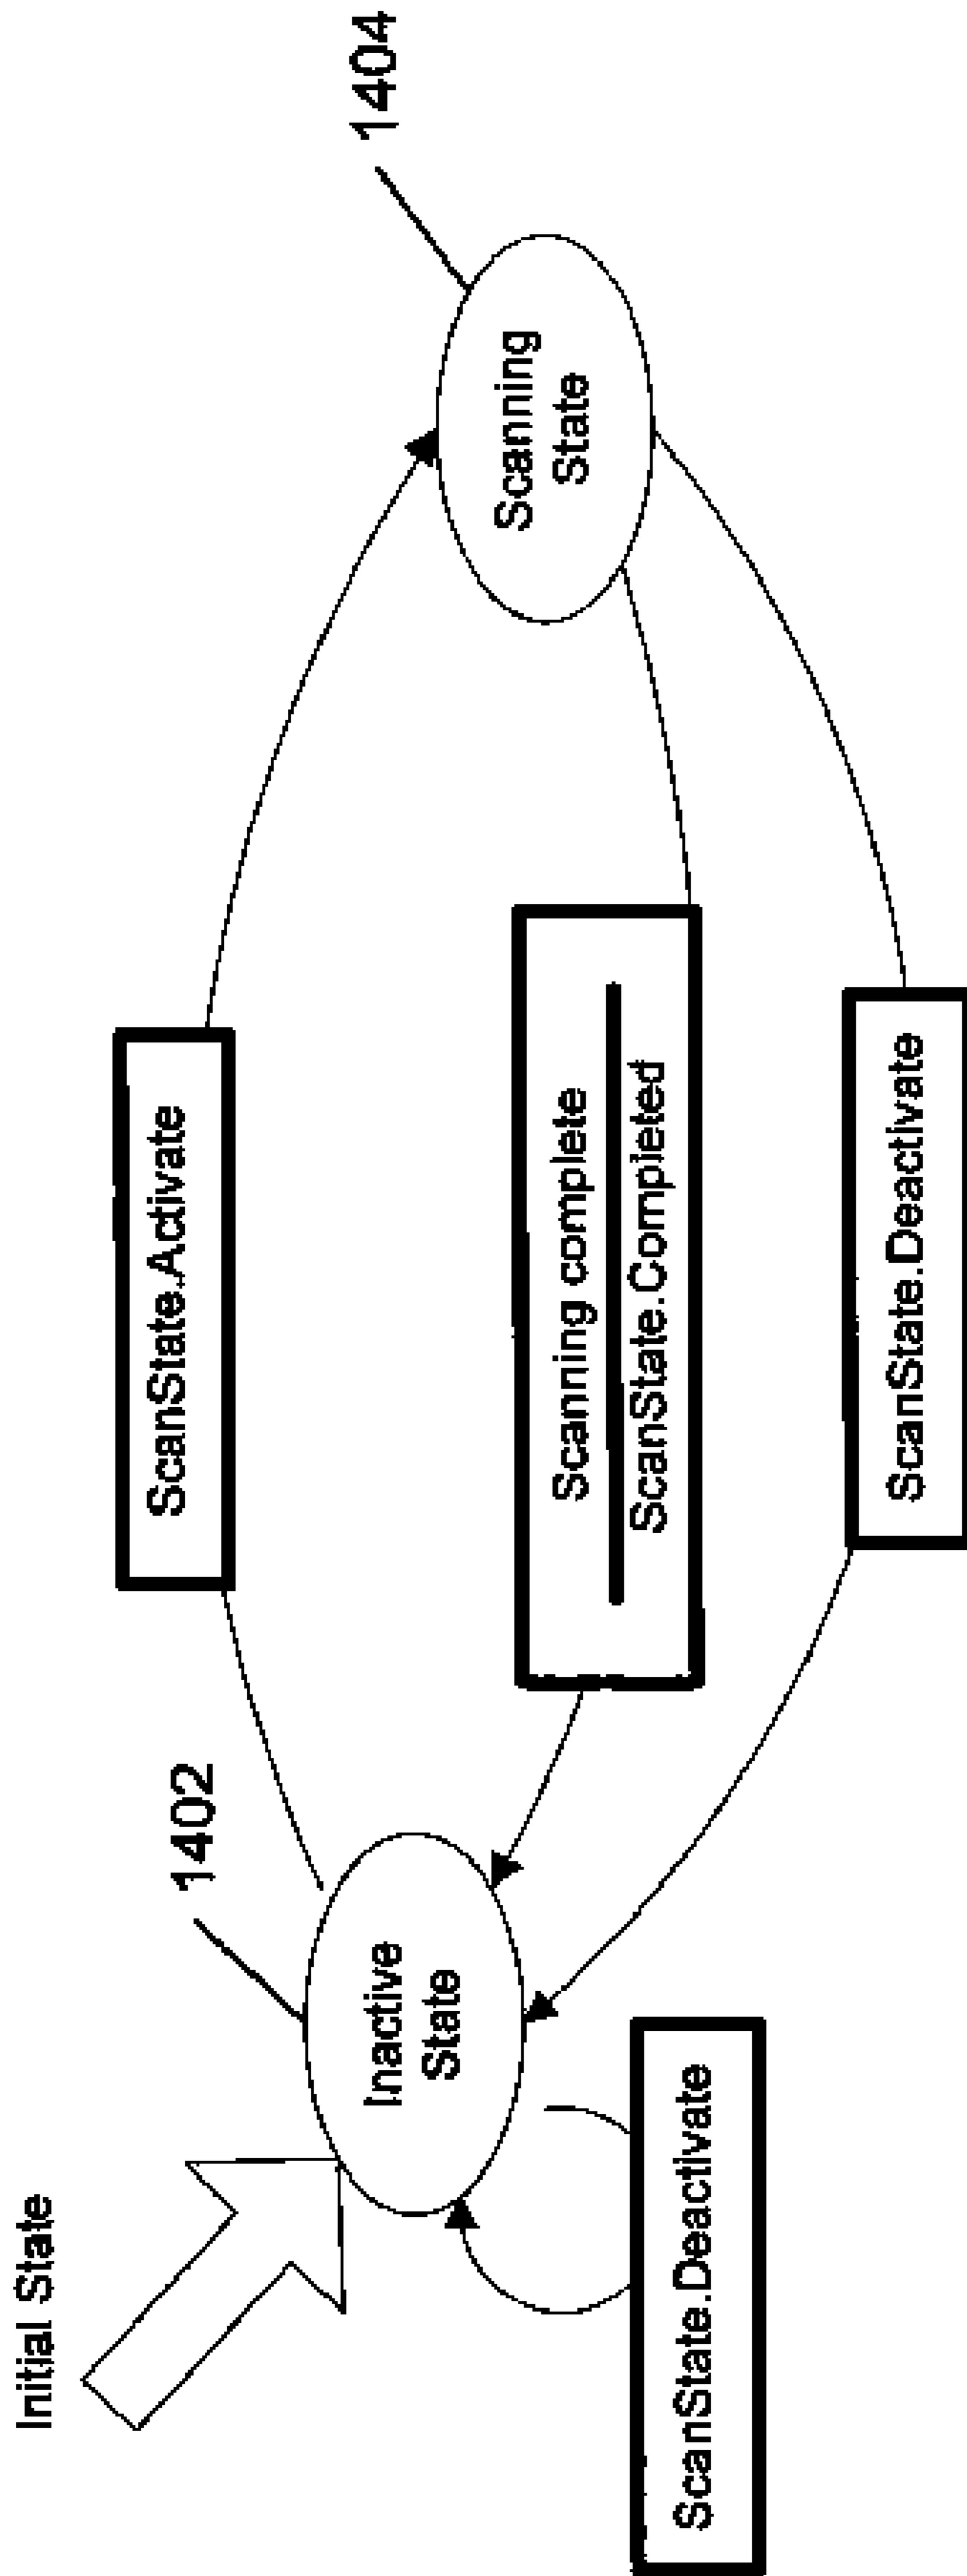 Initial State
1402
Inactive
State
ScanState.Deactivate
ScanState.Activate
Scanning complete
ScanState.Completed
ScanState.Deactivate
Scanning
State
1404